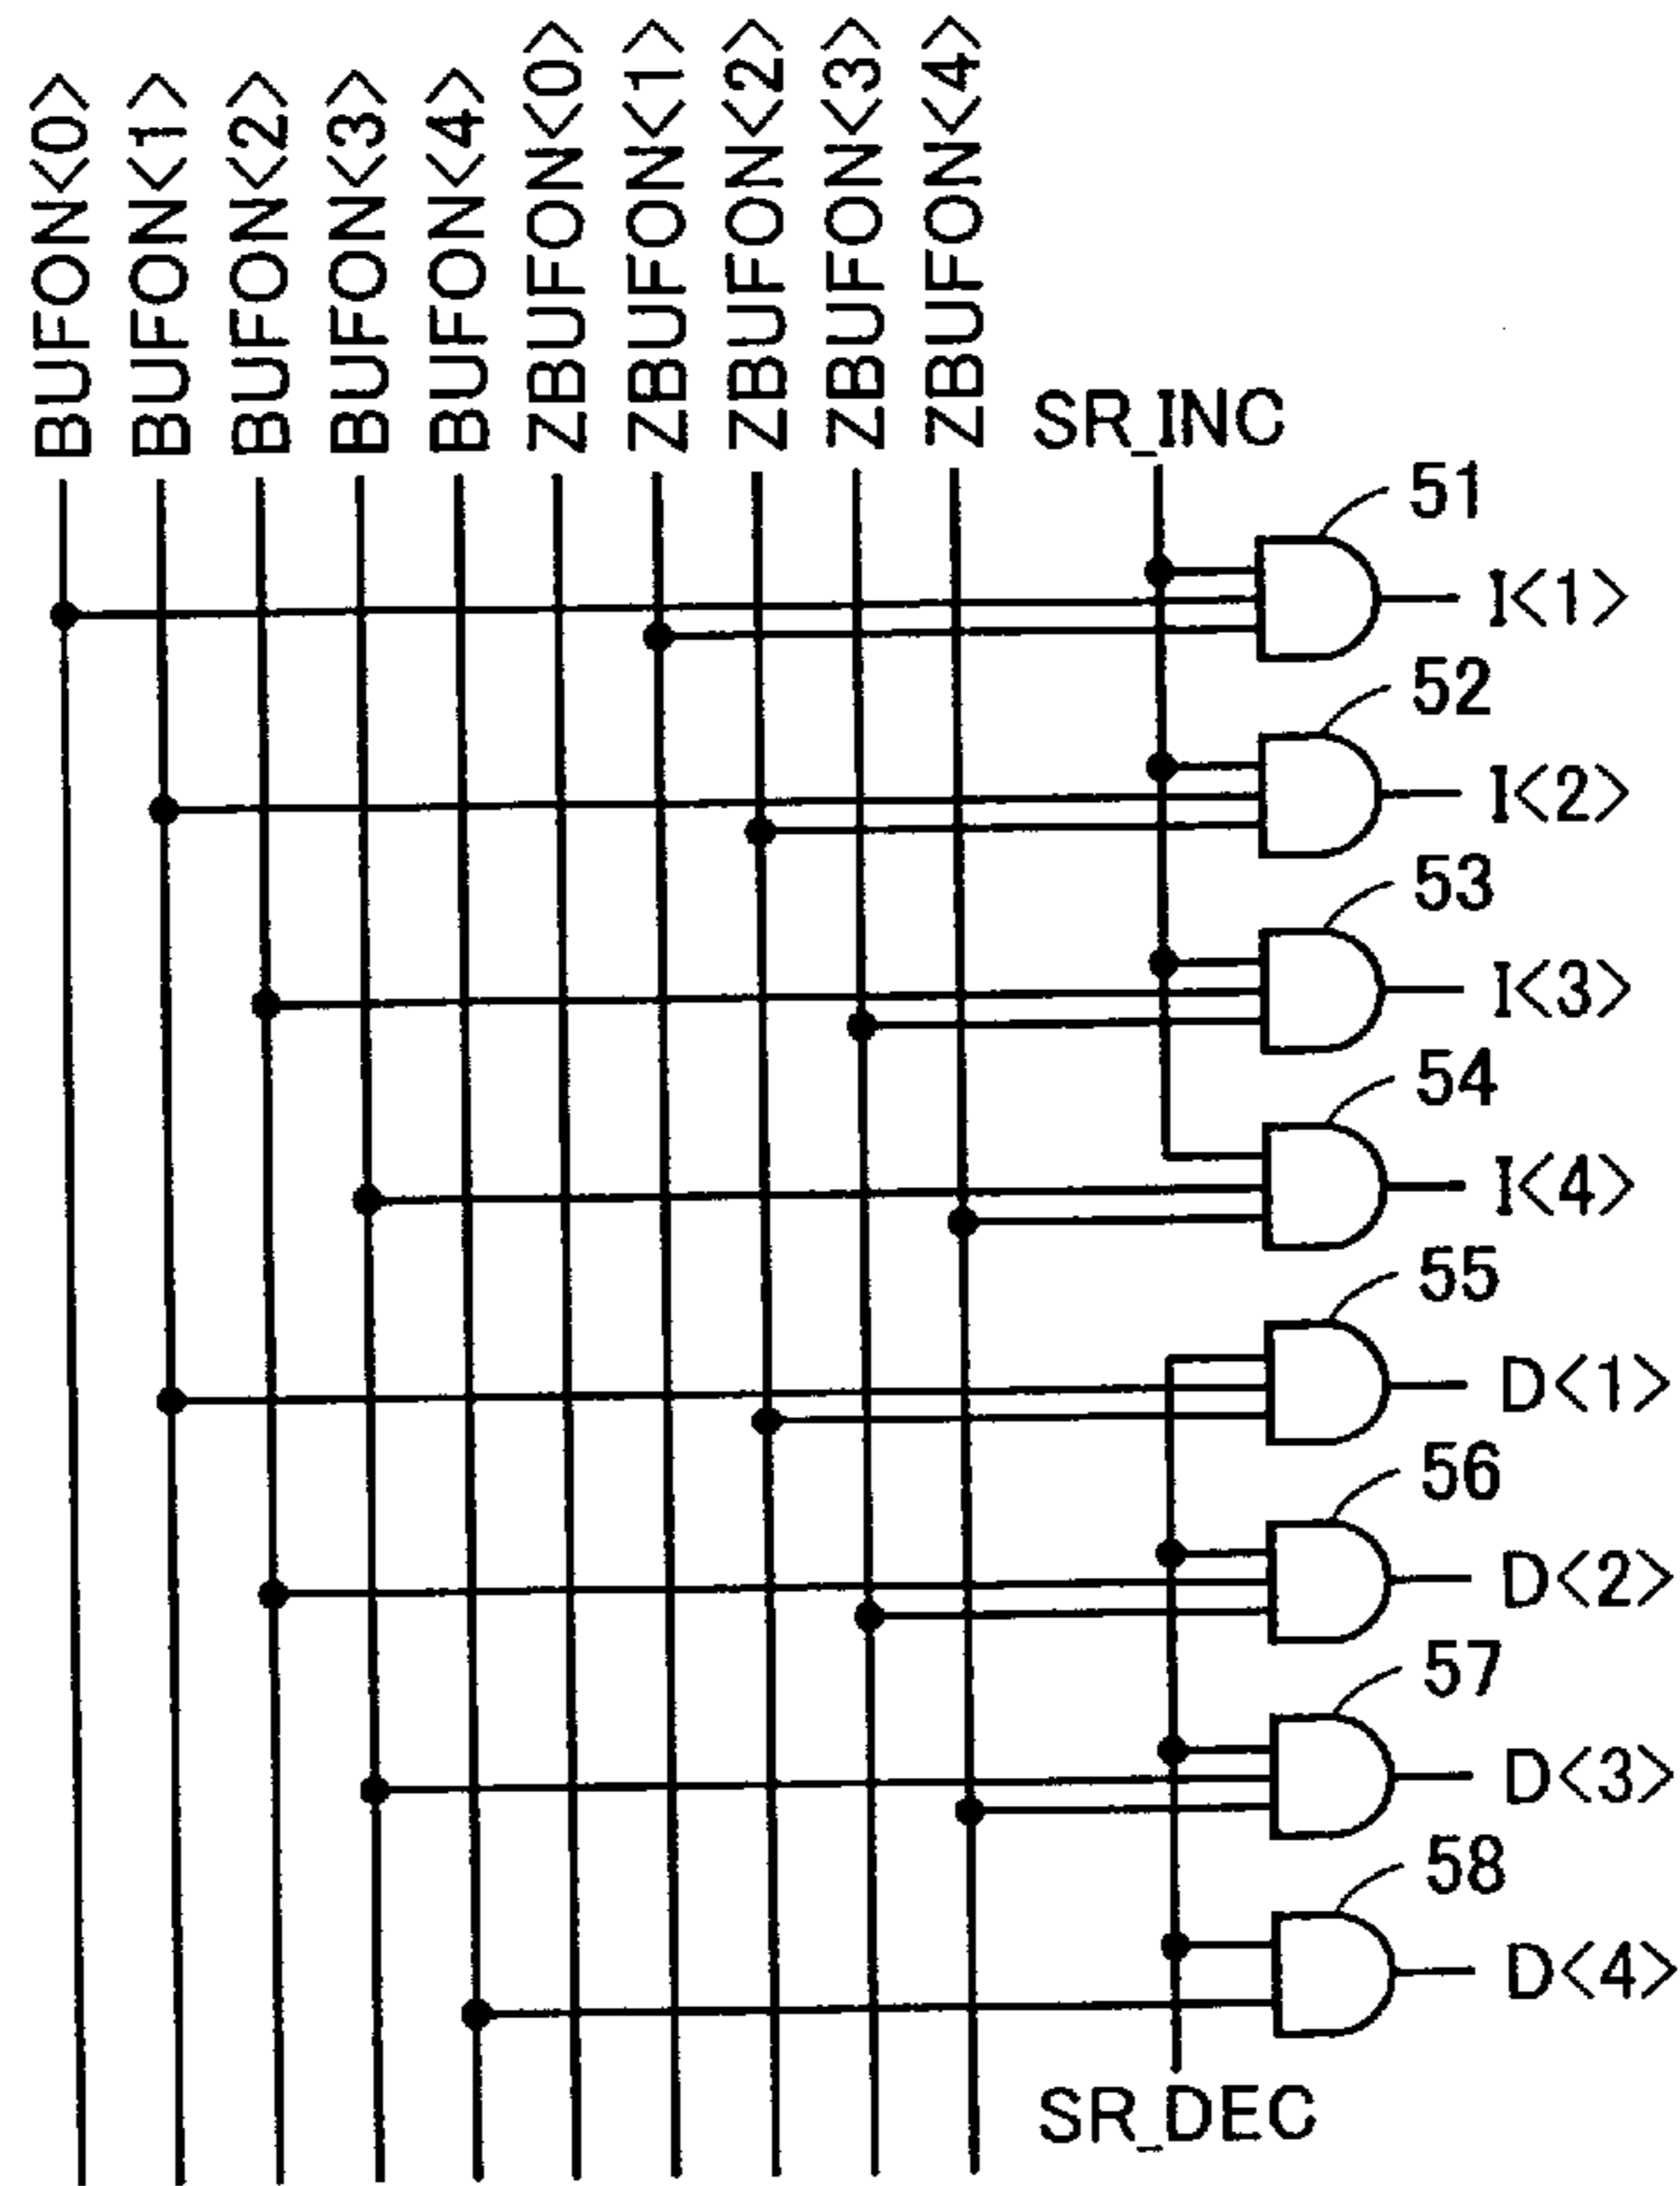 BUFON<0>
BUFON<1>
BUFON<2>
BUFON<3>
BUFON<4>
ZBUFON<0>
ZBUFON<1>
ZBUFON<2>
ZBUFON<3>
ZBUFON<4>
SR_INC
51
I<1>
52
I<2>
53
I<3>
54
I<4>
55
D<1>
56
D<2>
57
D<3>
58
D<4>
SR_DEC